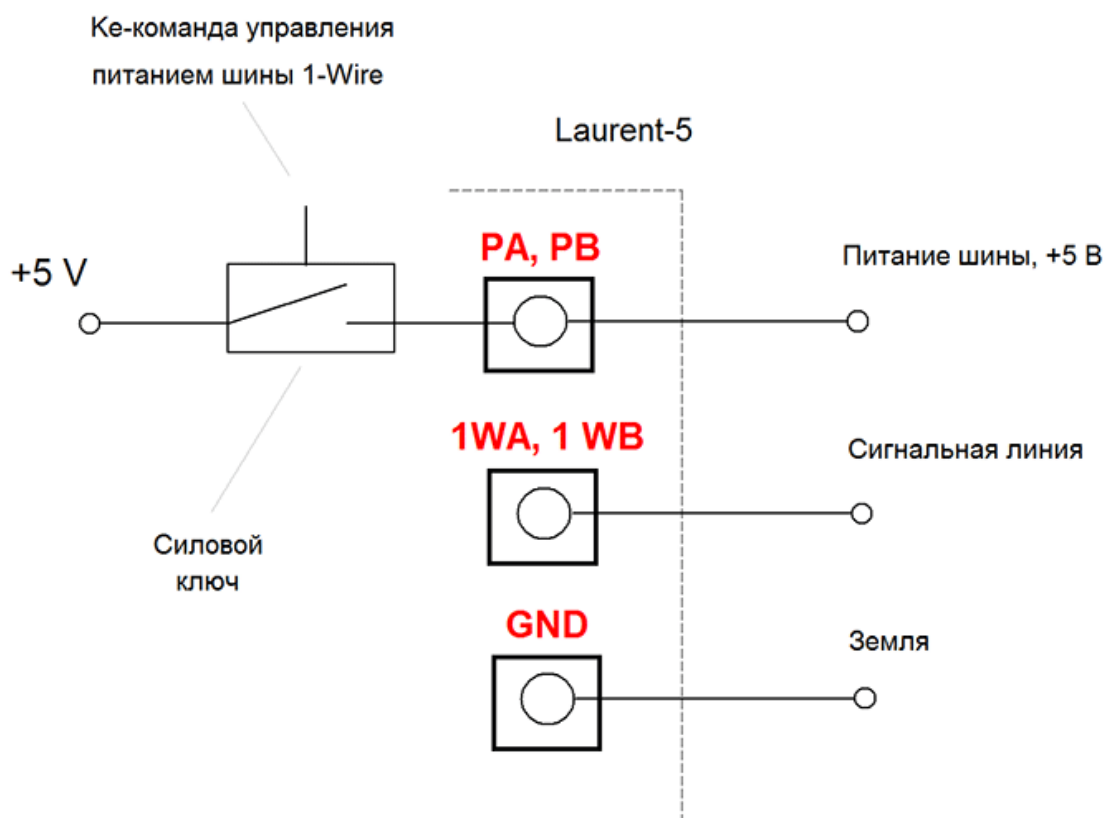 Ке-команда управления
питанием шины 1-Wire
Laurent-5
+5 V
PA, PB
Питание шины, +5 В
1WA, 1 WB
Сигнальная линия
Силовой
ключ
GND
Земля